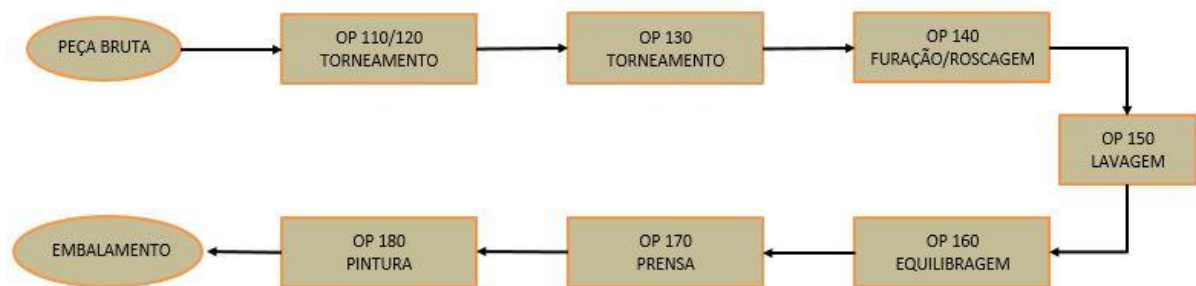 PEÇA BRUTA
OP 110/120
TORNEAMENTO
OP 130
TORNEAMENTO
OP 140
FURAÇÃO/ROSCAGEM
OP 150
LAVAGEM
OP 160
EQUILIBRAGEM
OP 170
PRENSA
OP 180
PINTURA
EMBALAMENTO